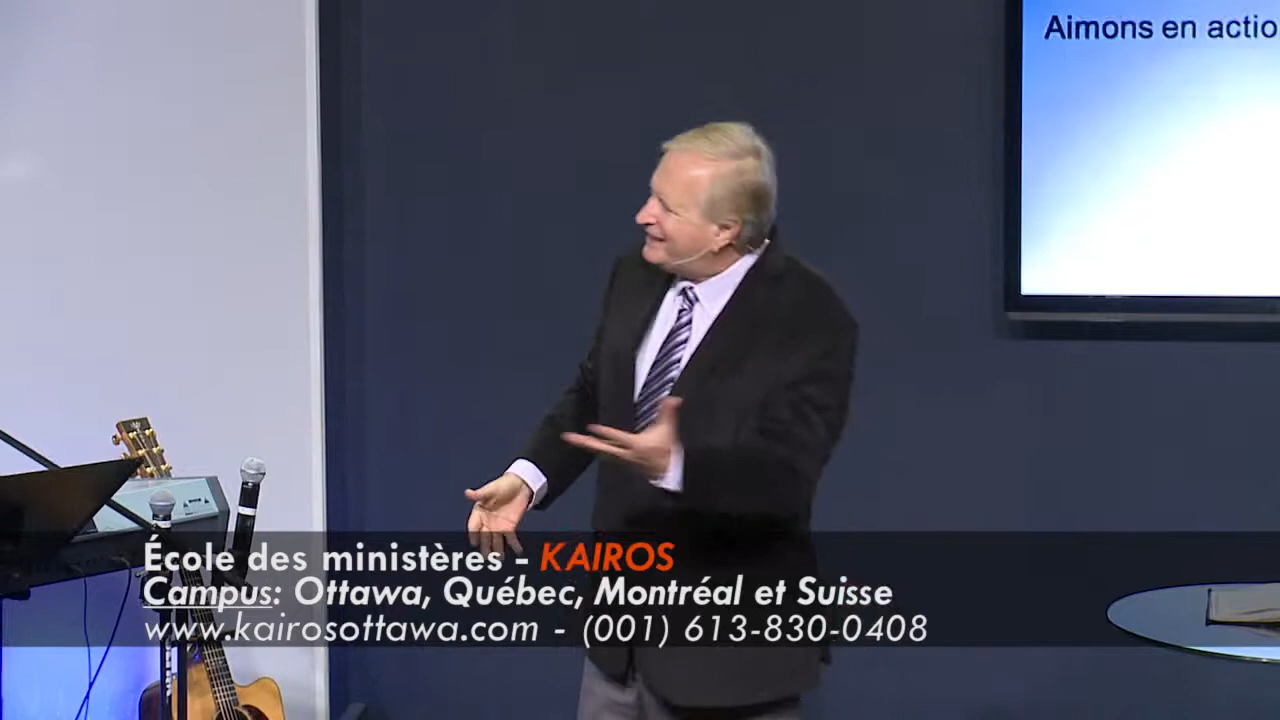 Aimons en actio
École des ministères - KAIROS
Campus: Ottawa, Québec, Montréal et Suisse
www.kairosottawa.com - (001) 613-830-0408